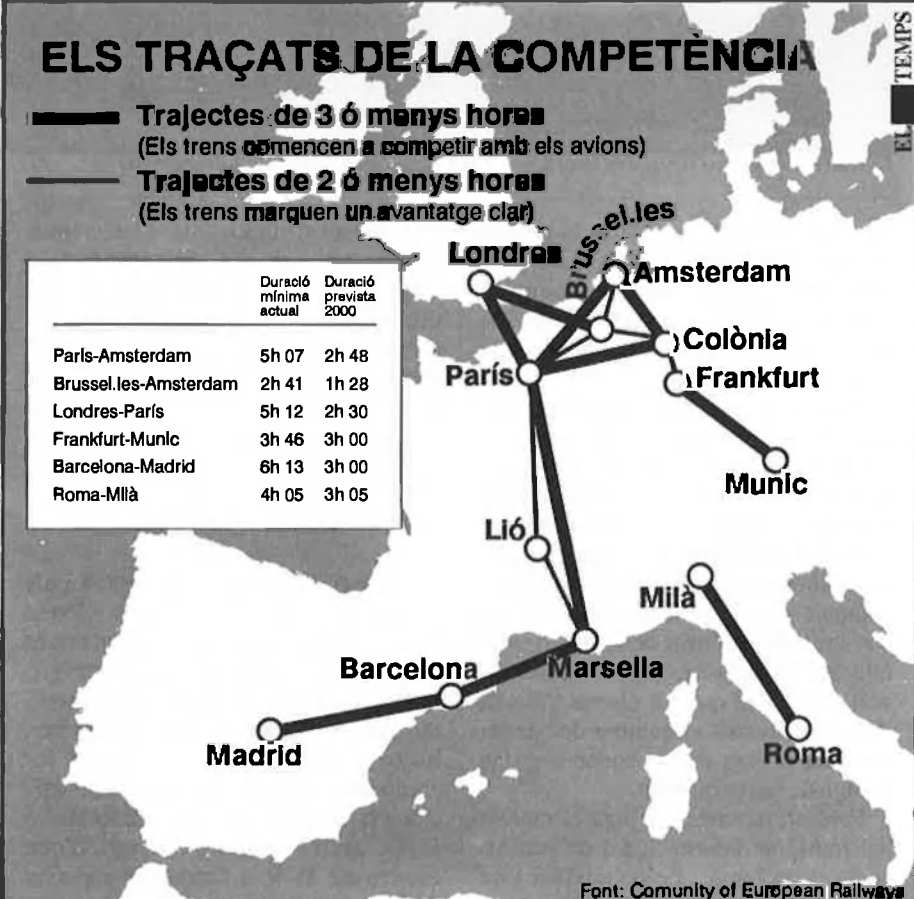 ELS TRAÇATS DE LA COMPETÈNCIA
EL TEMPS
Trajectes de 3 ó menys hores
(Els trens comencen a competir amb els avions)
Trajectes de 2 ó menys hores
(Els trens marquen un avantatge clar)
Duració mínima actual
Duració prevista 2000
París-Amsterdam 5h 07 2h 48
Brussel.les-Amsterdam 2h 41 1h 28
Londres-París 5h 12 2h 30
Frankfurt-Munic 3h 46 3h 00
Barcelona-Madrid 6h 13 3h 00
Roma-Milà 4h 05 3h 05
Londres
Brussel.les
Amsterdam
Colònia
París
Frankfurt
Munic
Lió
Milà
Barcelona
Marsella
Madrid
Roma
Font: Comunity of European Railways